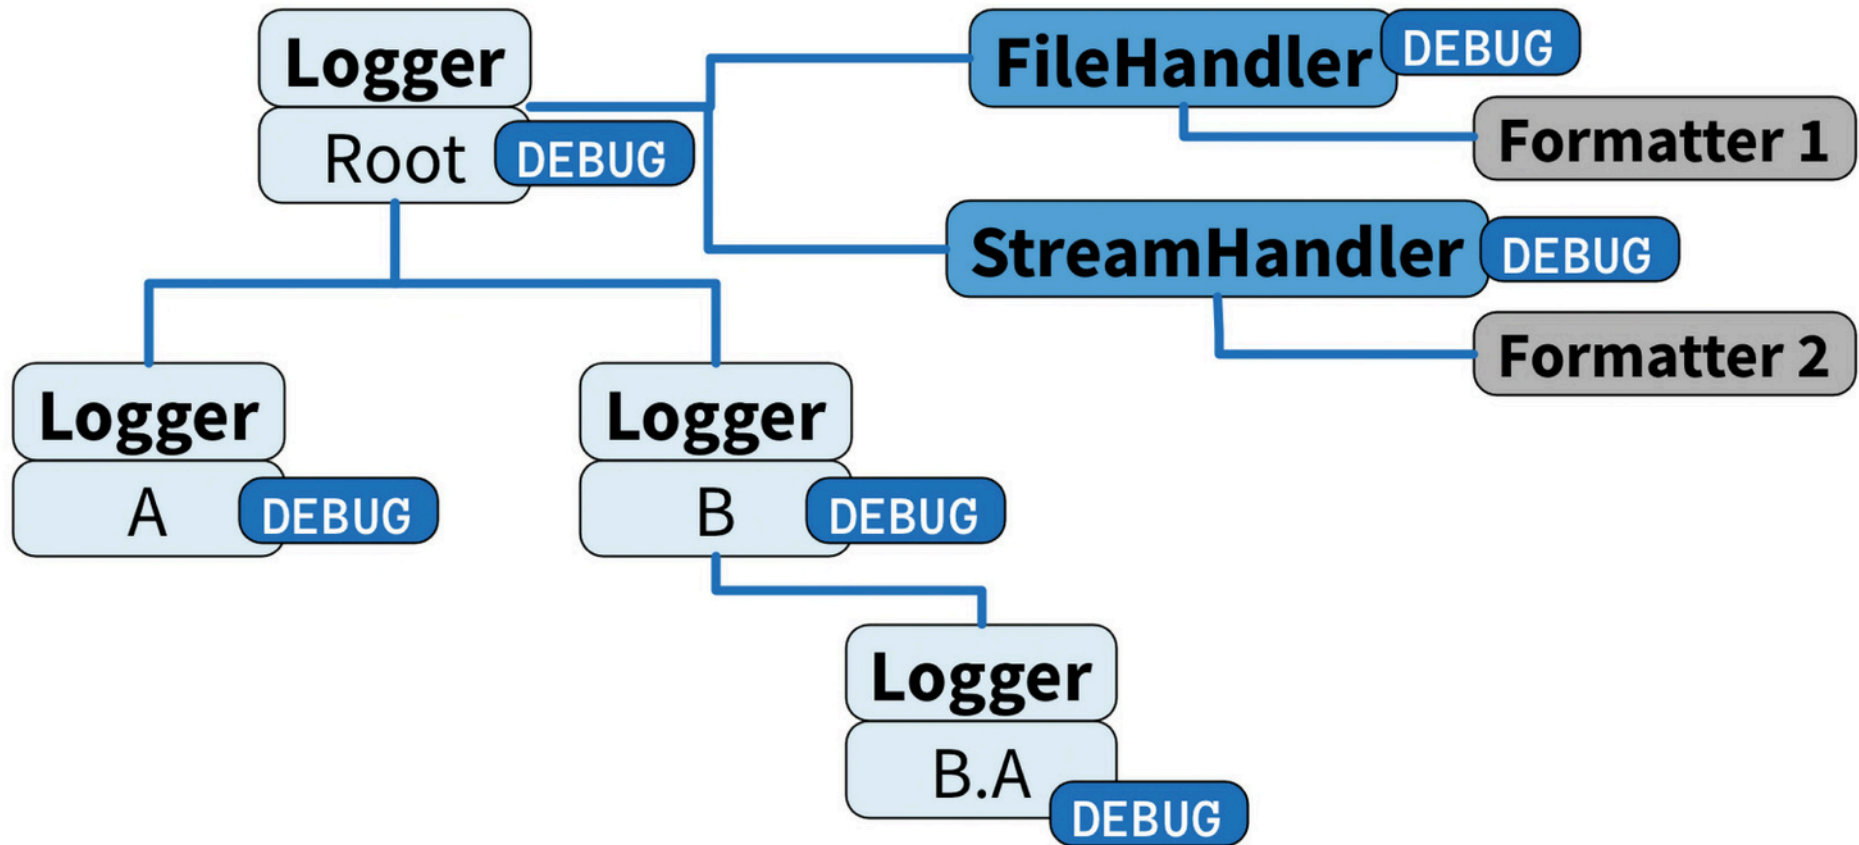 Logger
Root
DEBUG
FileHandler
DEBUG
Formatter 1
StreamHandler
DEBUG
Formatter 2
Logger
A
DEBUG
Logger
B
DEBUG
Logger
B.A
DEBUG